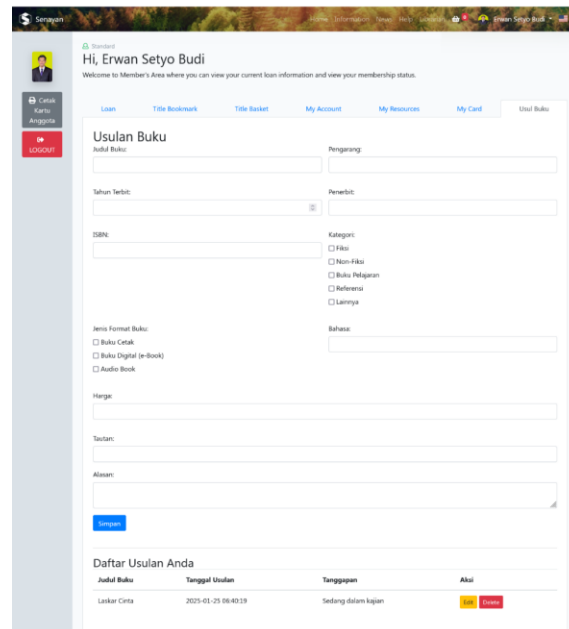 Senayan
Home Information News Help Librarian Erwan Setyo Budi
Standard
Hi, Erwan Setyo Budi
Welcome to Member's Area where you can view your current loan information and view your membership status.
Cetak
Kartu
Anggota
LOGOUT
Loan Title Bookmark Title Basket My Account My Resources My Card Usul Buku
Usulan Buku
Judul Buku: Pengarang:
Tahun Terbit: Penerbit:
ISBN: Kategori:
Fiksi
Non-Fiksi
Buku Pelajaran
Referensi
Lainnya
Jenis Format Buku: Bahasa:
Buku Cetak
Buku Digital (e-Book)
Audio Book
Harga:
Tautan:
Alasan:
Simpan
Daftar Usulan Anda
Judul Buku Tanggal Usulan Tanggapan Aksi
Laskar Cinta 2025-01-25 06:40:19 Sedang dalam kajian Edit Delete